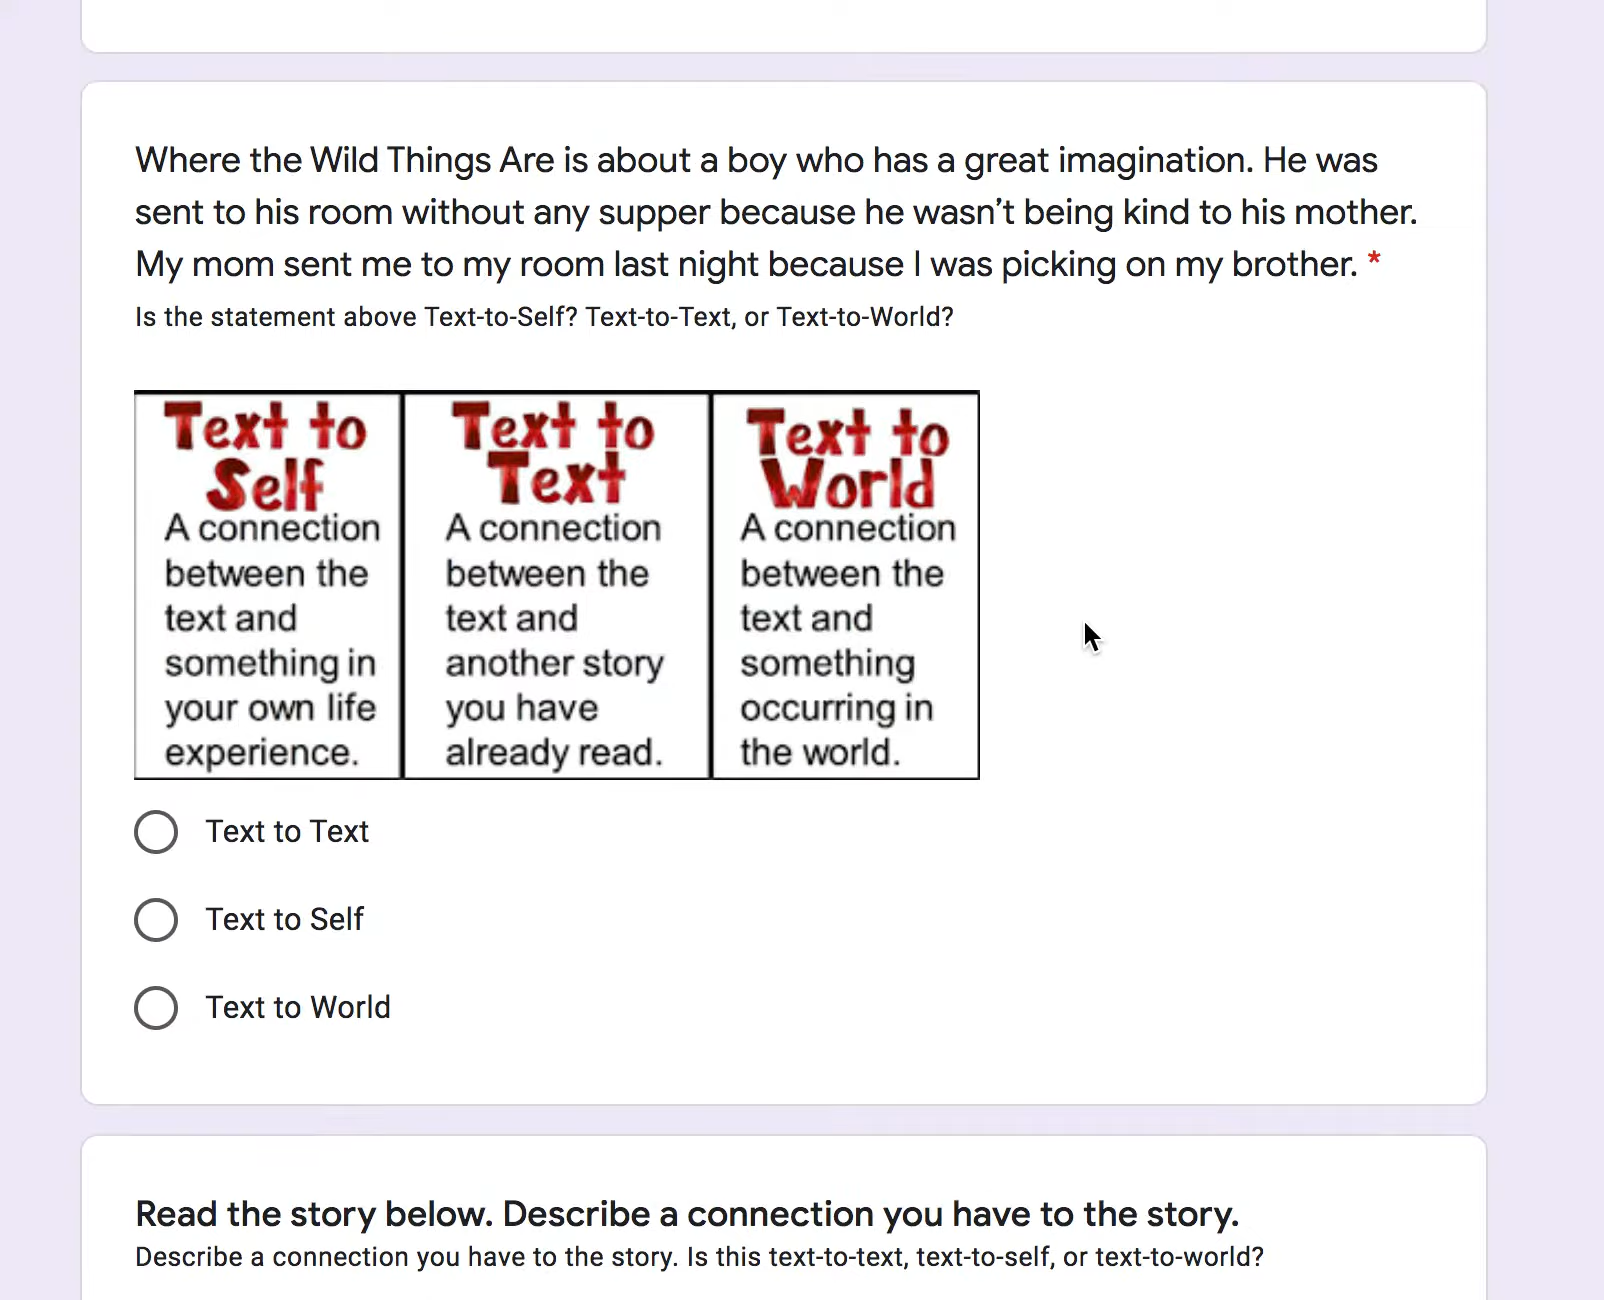 Where the Wild Things Are is about a boy who has a great imagination. He was
sent to his room without any supper because he wasn’t being kind to his mother.
My mom sent me to my room last night because I was picking on my brother. *
Is the statement above Text-to-Self? Text-to-Text, or Text-to-World?
Text to
Self
A connection
between the
text and
something in
your own life
experience.
Text to
Text
A connection
between the
text and
another story
you have
already read.
Text to
World
A connection
between the
text and
something
occurring in
the world.
Text to Text
Text to Self
Text to World
Read the story below. Describe a connection you have to the story.
Describe a connection you have to the story. Is this text-to-text, text-to-self, or text-to-world?